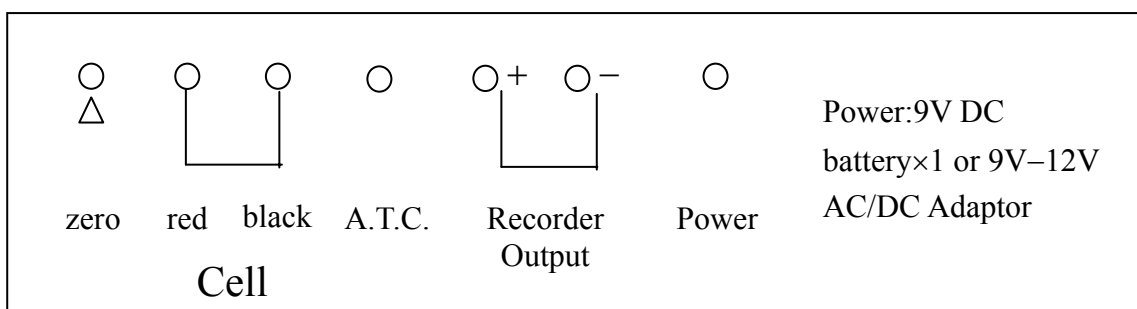 + −
Power:9V DC
battery×1 or 9V−12V
AC/DC Adaptor
zero red black A.T.C. Recorder Power
Output
Cell